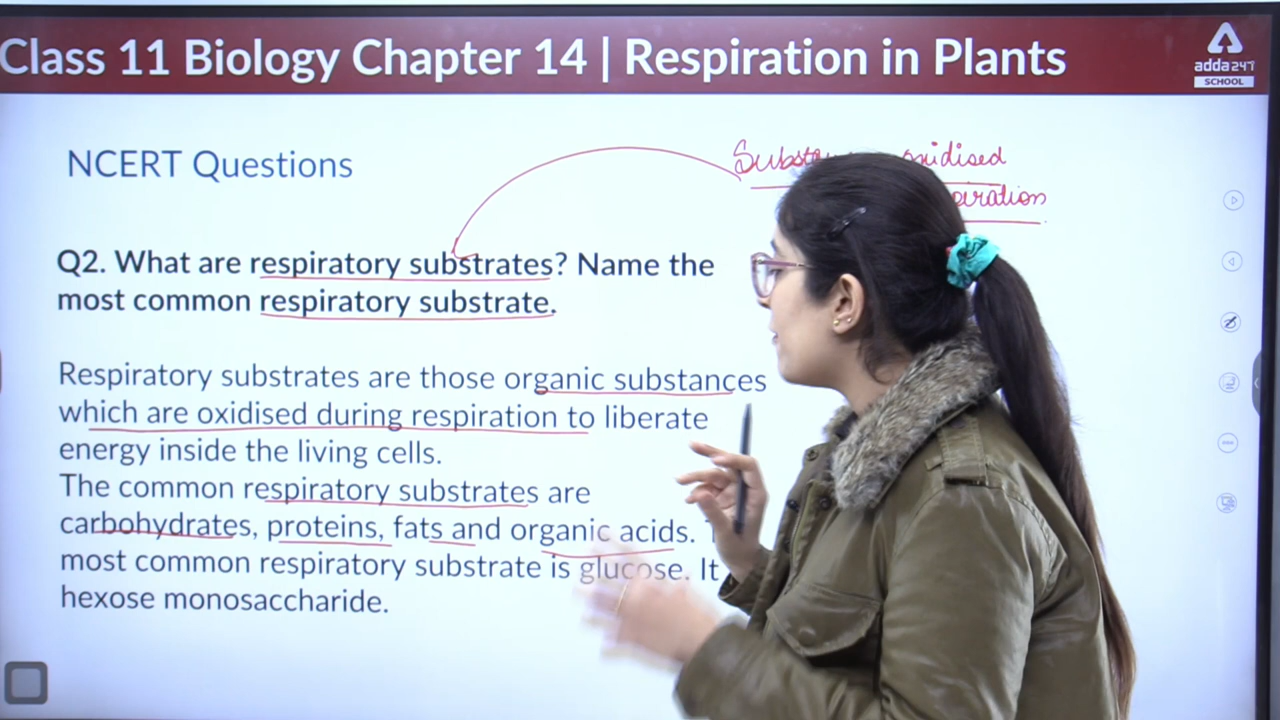 Class 11 Biology Chapter 14 | Respiration in Plants
adda247
SCHOOL
NCERT Questions
oxidised
Q2. What are respiratory substrates? Name the
most common respiratory substrate.
Respiratory substrates are those organic substances
which are oxidised during respiration to liberate
energy inside the living cells.
The common respiratory substrates are
carbohydrates, proteins, fats and organic acids.
most common respiratory substrate is glucose. It
hexose monosaccharide.